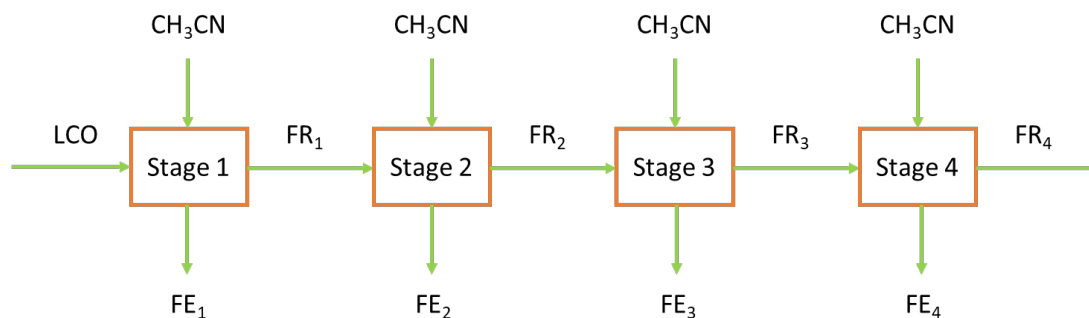 CH₃CN CH₃CN CH₃CN CH₃CN
LCO FR₁ FR₂ FR₃ FR₄
Stage 1 Stage 2 Stage 3 Stage 4
FE₁ FE₂ FE₃ FE₄